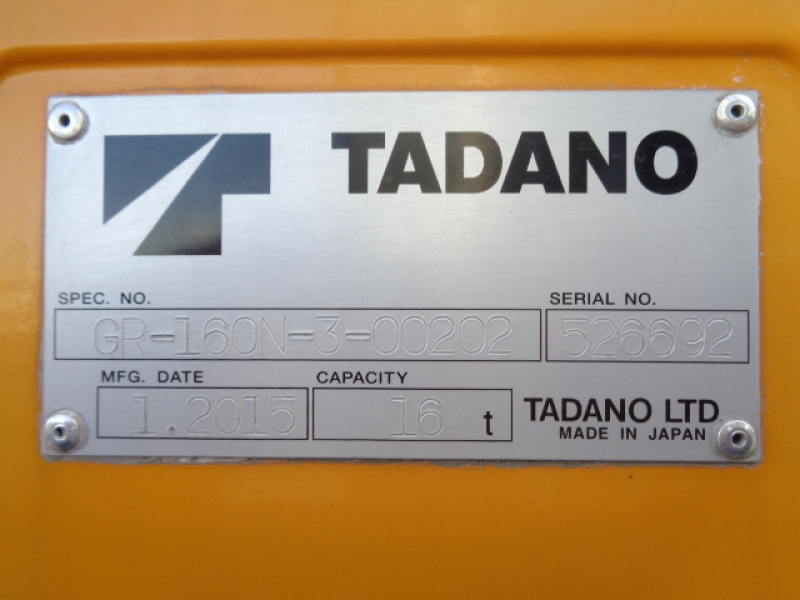 TADANO
SPEC. NO.
SERIAL NO.
GR-160N-3-00202
526692
MFG. DATE
CAPACITY
1.2015
16 t
TADANO LTD
MADE IN JAPAN